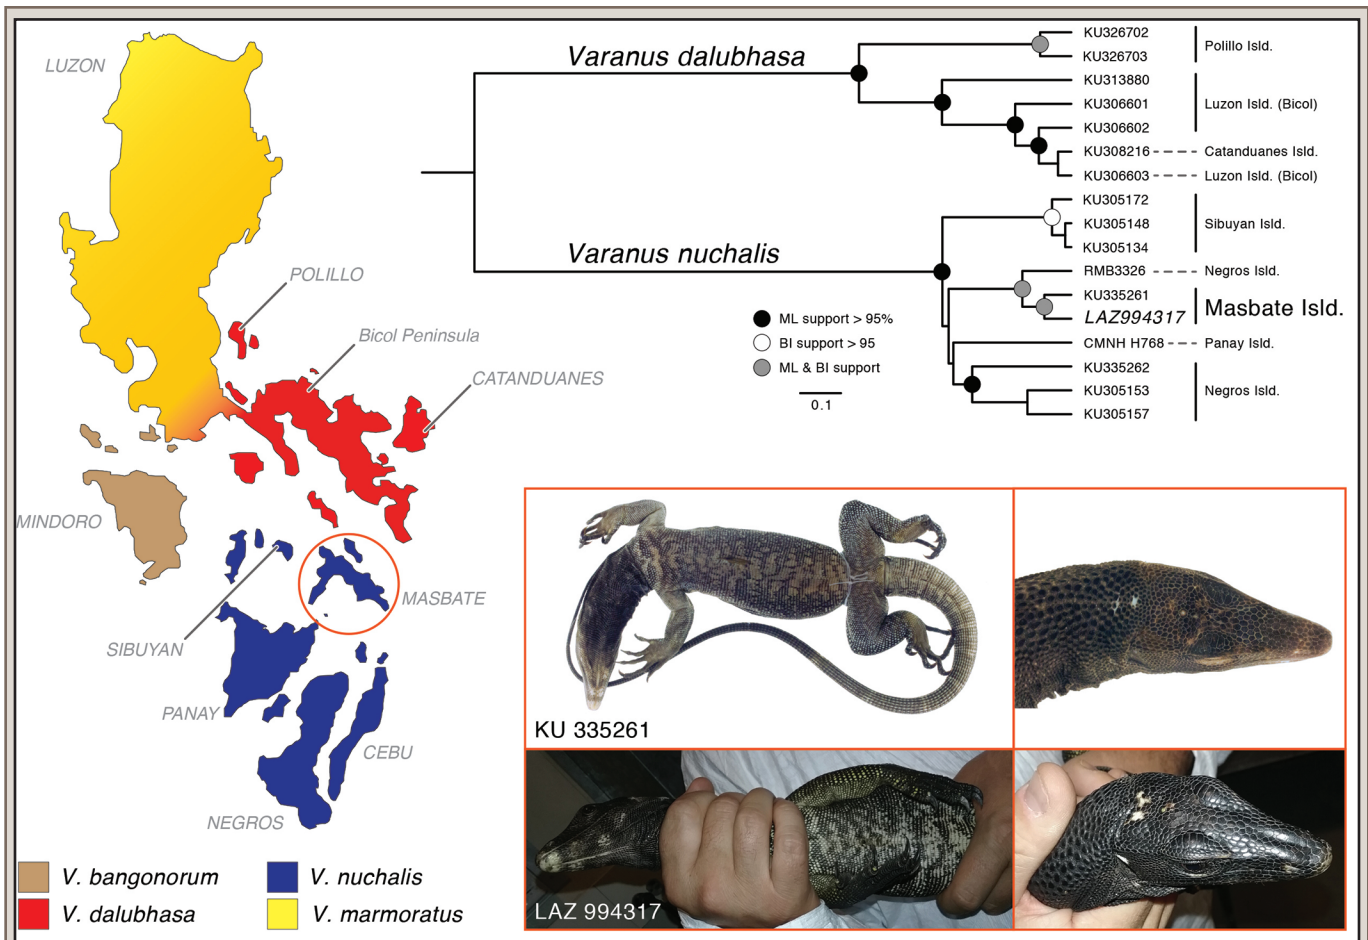 LUZON
POLILLO
Bicol Peninsula
CATANDUANES
MINDORO
MASBATE
SIBUYAN
PANAY
CEBU
NEGROS
V. bangonorum
V. dalubhasa
V. nuchalis
V. marmoratus
Varanus dalubhasa
Varanus nuchalis
KU326702
KU326703
Polillo Isld.
KU313880
KU306601
Luzon Isld. (Bicol)
KU306602
KU308216 Catanduanes Isld.
KU306603 Luzon Isld. (Bicol)
KU305172
KU305148
Sibuyan Isld.
KU305134
RMB3326 Negros Isld.
KU335261
LAZ994317
Masbate Isld.
CMNH H768 Panay Isld.
KU335262
KU305153
Negros Isld.
KU305157
ML support > 95%
BI support > 95
ML & BI support
0.1
KU 335261
LAZ 994317